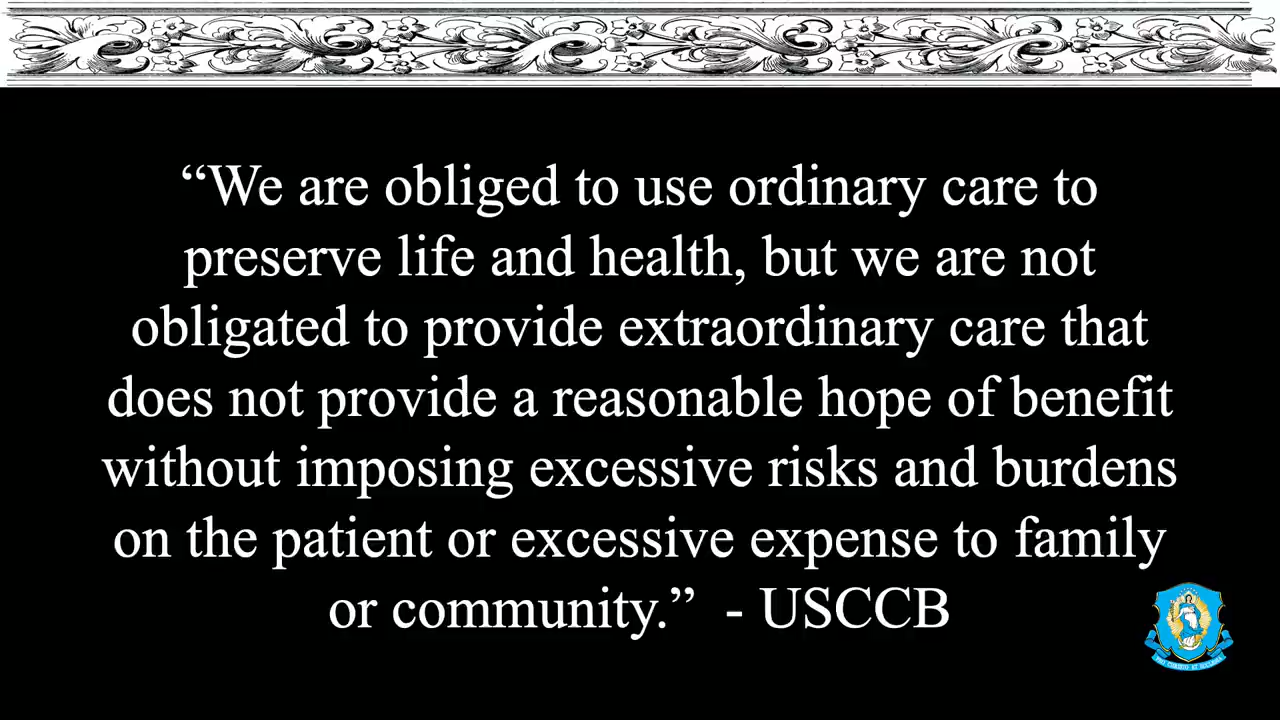 “We are obliged to use ordinary care to
preserve life and health, but we are not
obligated to provide extraordinary care that
does not provide a reasonable hope of benefit
without imposing excessive risks and burdens
on the patient or excessive expense to family
or community.”  - USCCB